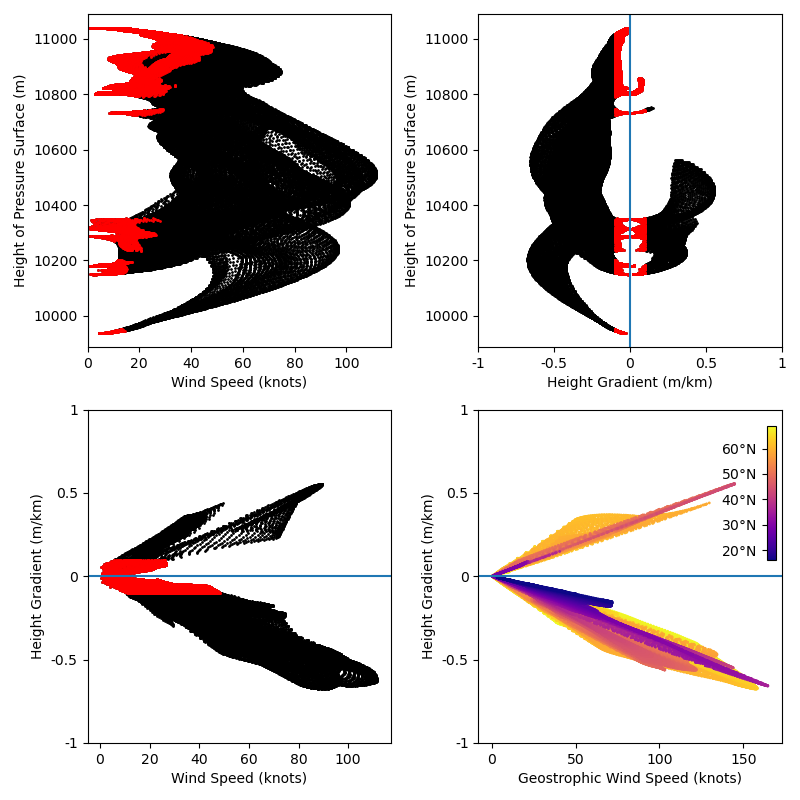 Height of Pressure Surface (m)
11000
10800
10600
10400
10200
10000
0 20 40 60 80 100
Wind Speed (knots)
Height of Pressure Surface (m)
11000
10800
10600
10400
10200
10000
-1 -0.5 0 0.5 1
Height Gradient (m/km)
Height Gradient (m/km)
1
0.5
0
-0.5
-1
0 20 40 60 80 100
Wind Speed (knots)
Height Gradient (m/km)
1
0.5
0
-0.5
-1
60°N
50°N
40°N
30°N
20°N
0 50 100 150
Geostrophic Wind Speed (knots)